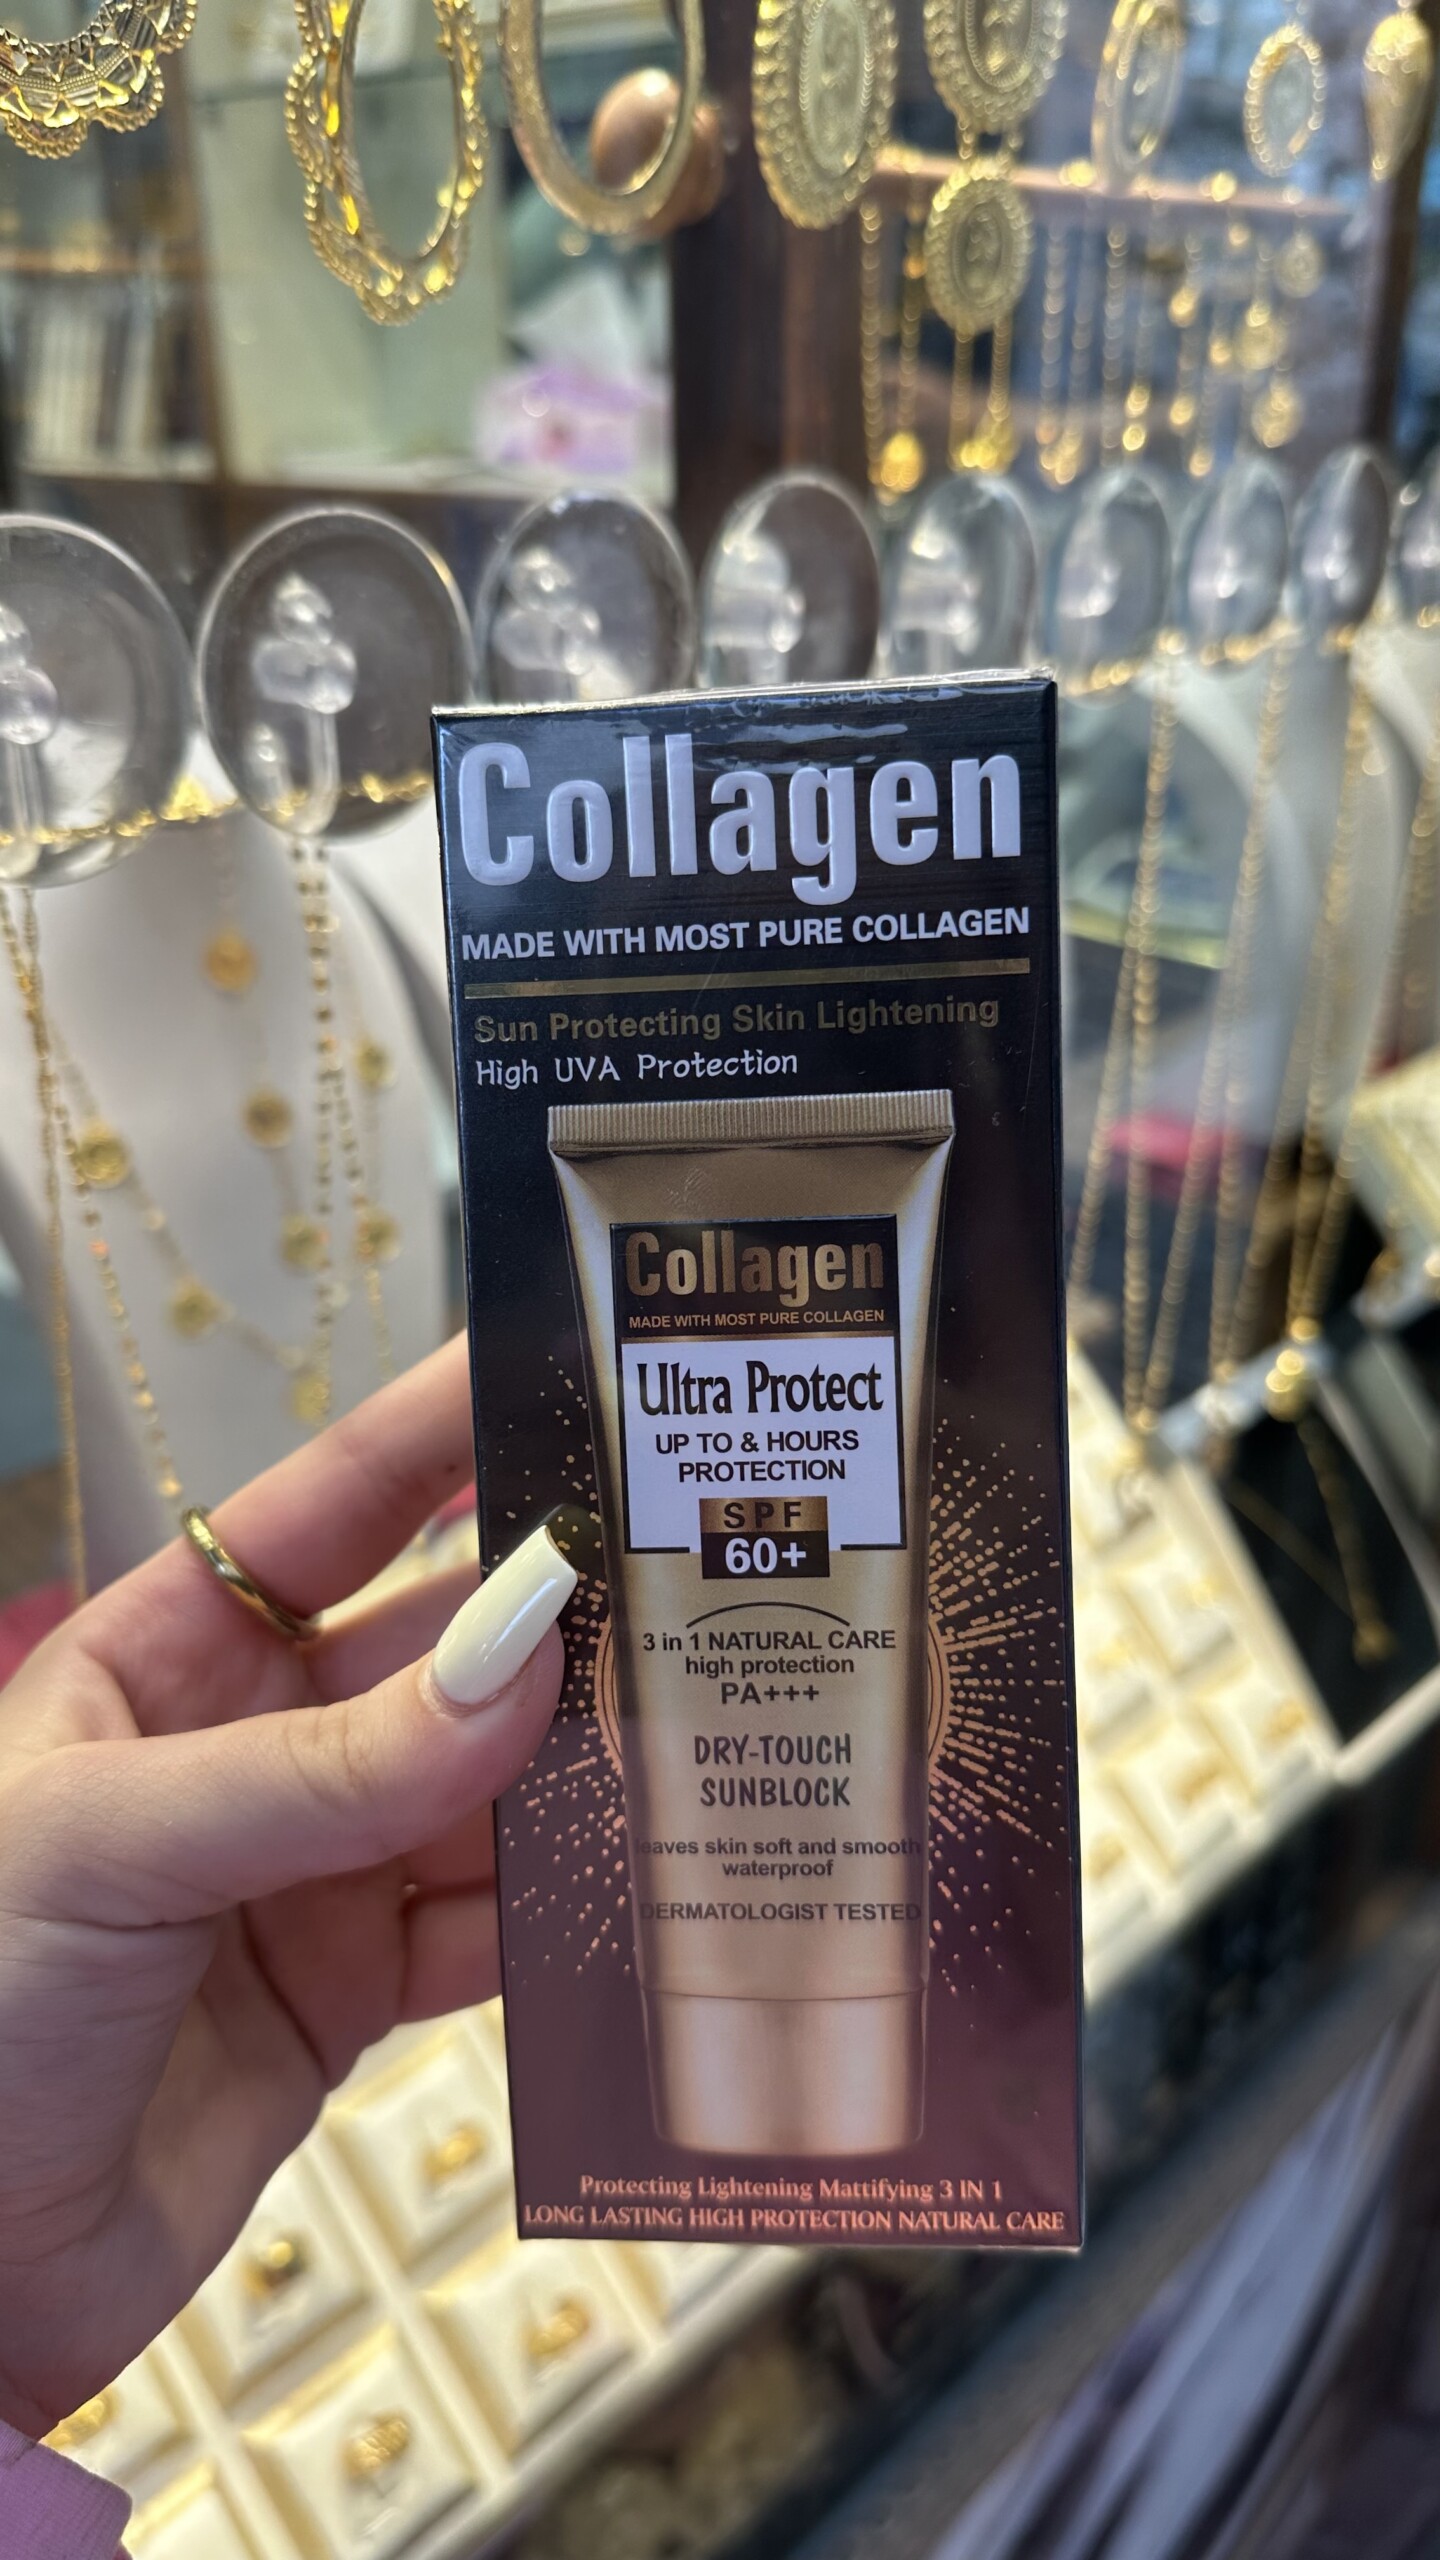 Collagen
MADE WITH MOST PURE COLLAGEN
Sun Protecting Skin Lightening
High UVA Protection
Collagen
MADE WITH MOST PURE COLLAGEN
Ultra Protect
UP TO & HOURS
PROTECTION
SPF
60+
3 in 1 NATURAL CARE
high protection
PA+++
DRY-TOUCH
SUNBLOCK
leaves skin soft and smooth
waterproof
DERMATOLOGIST TESTED
Protecting Lightening Mattifying 3 IN 1
LONG LASTING HIGH PROTECTION NATURAL CARE